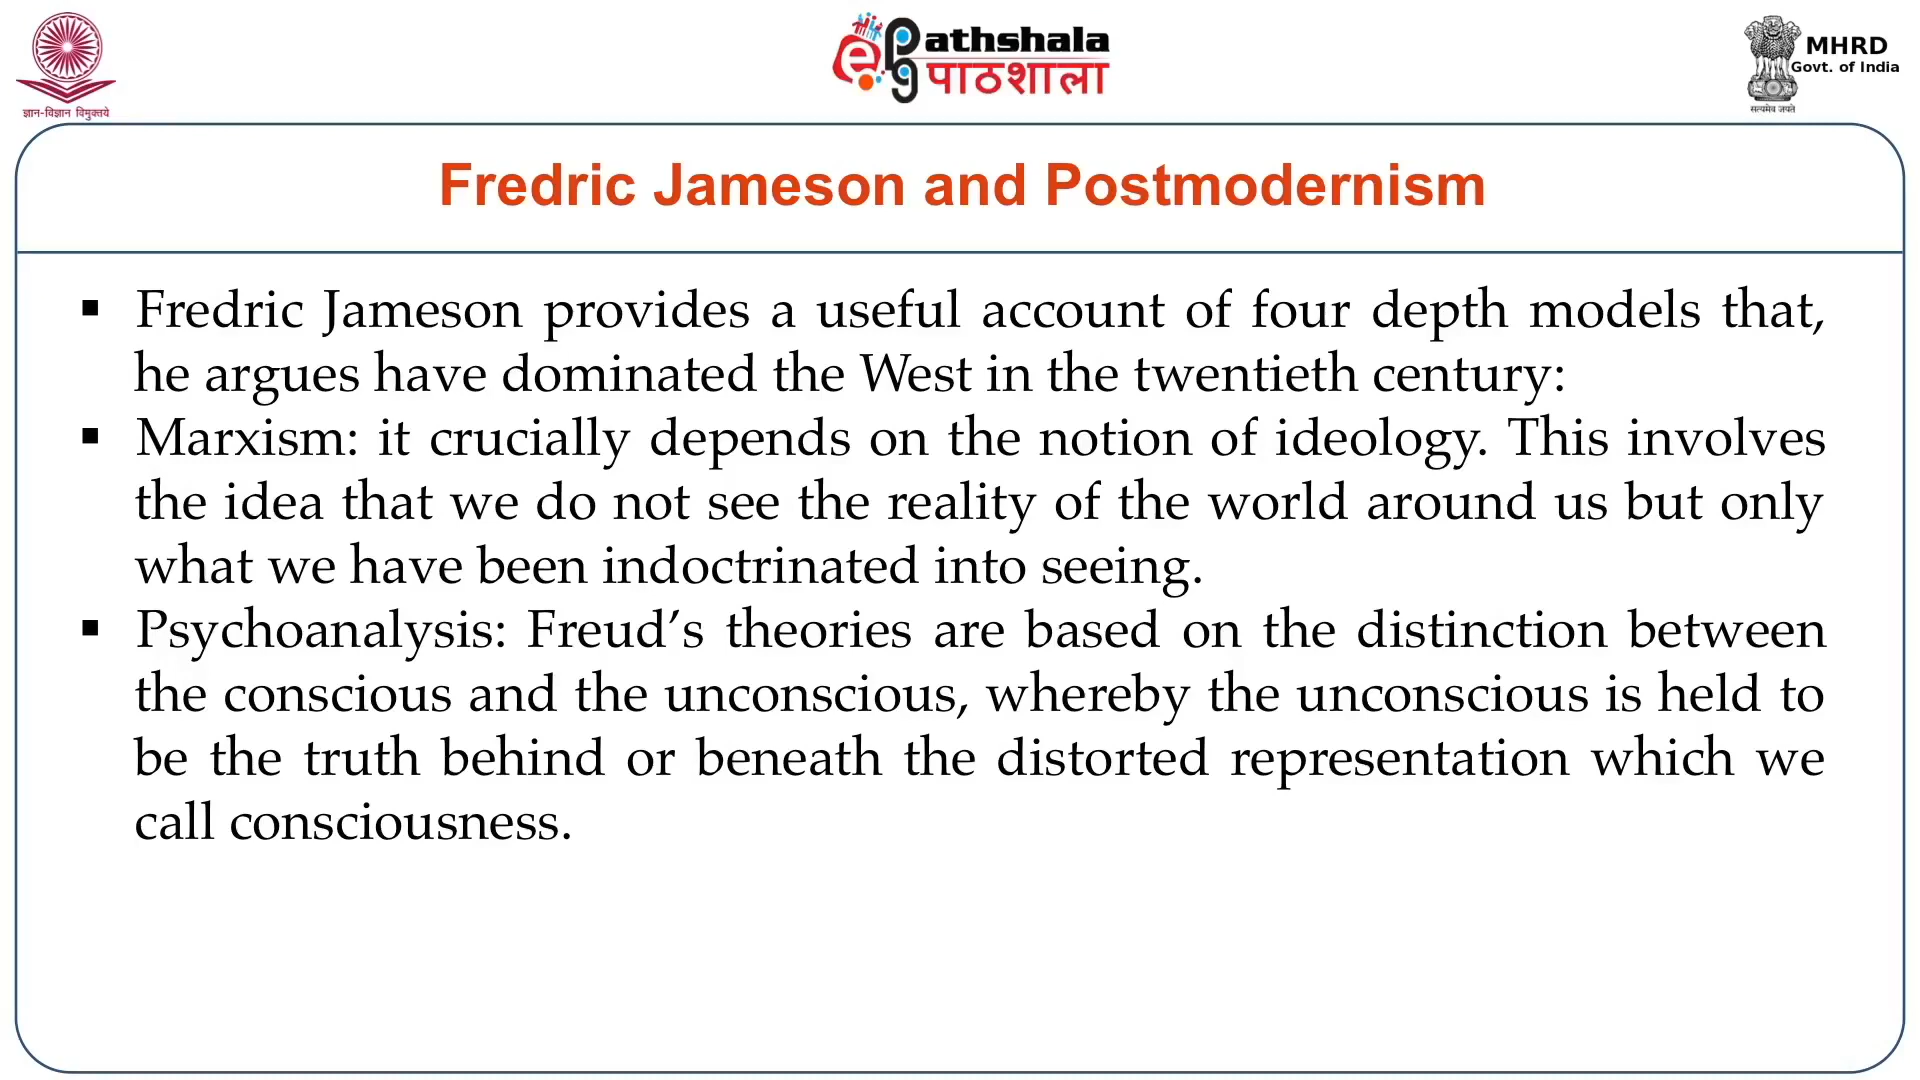 ज्ञान-विज्ञान विमुक्तये
e pg Pathshala
पाठशाला
MHRD
Govt. of India
सत्यमेव जयते
Fredric Jameson and Postmodernism
▪ Fredric Jameson provides a useful account of four depth models that,
he argues have dominated the West in the twentieth century:
▪ Marxism: it crucially depends on the notion of ideology. This involves
the idea that we do not see the reality of the world around us but only
what we have been indoctrinated into seeing.
▪ Psychoanalysis: Freud’s theories are based on the distinction between
the conscious and the unconscious, whereby the unconscious is held to
be the truth behind or beneath the distorted representation which we
call consciousness.